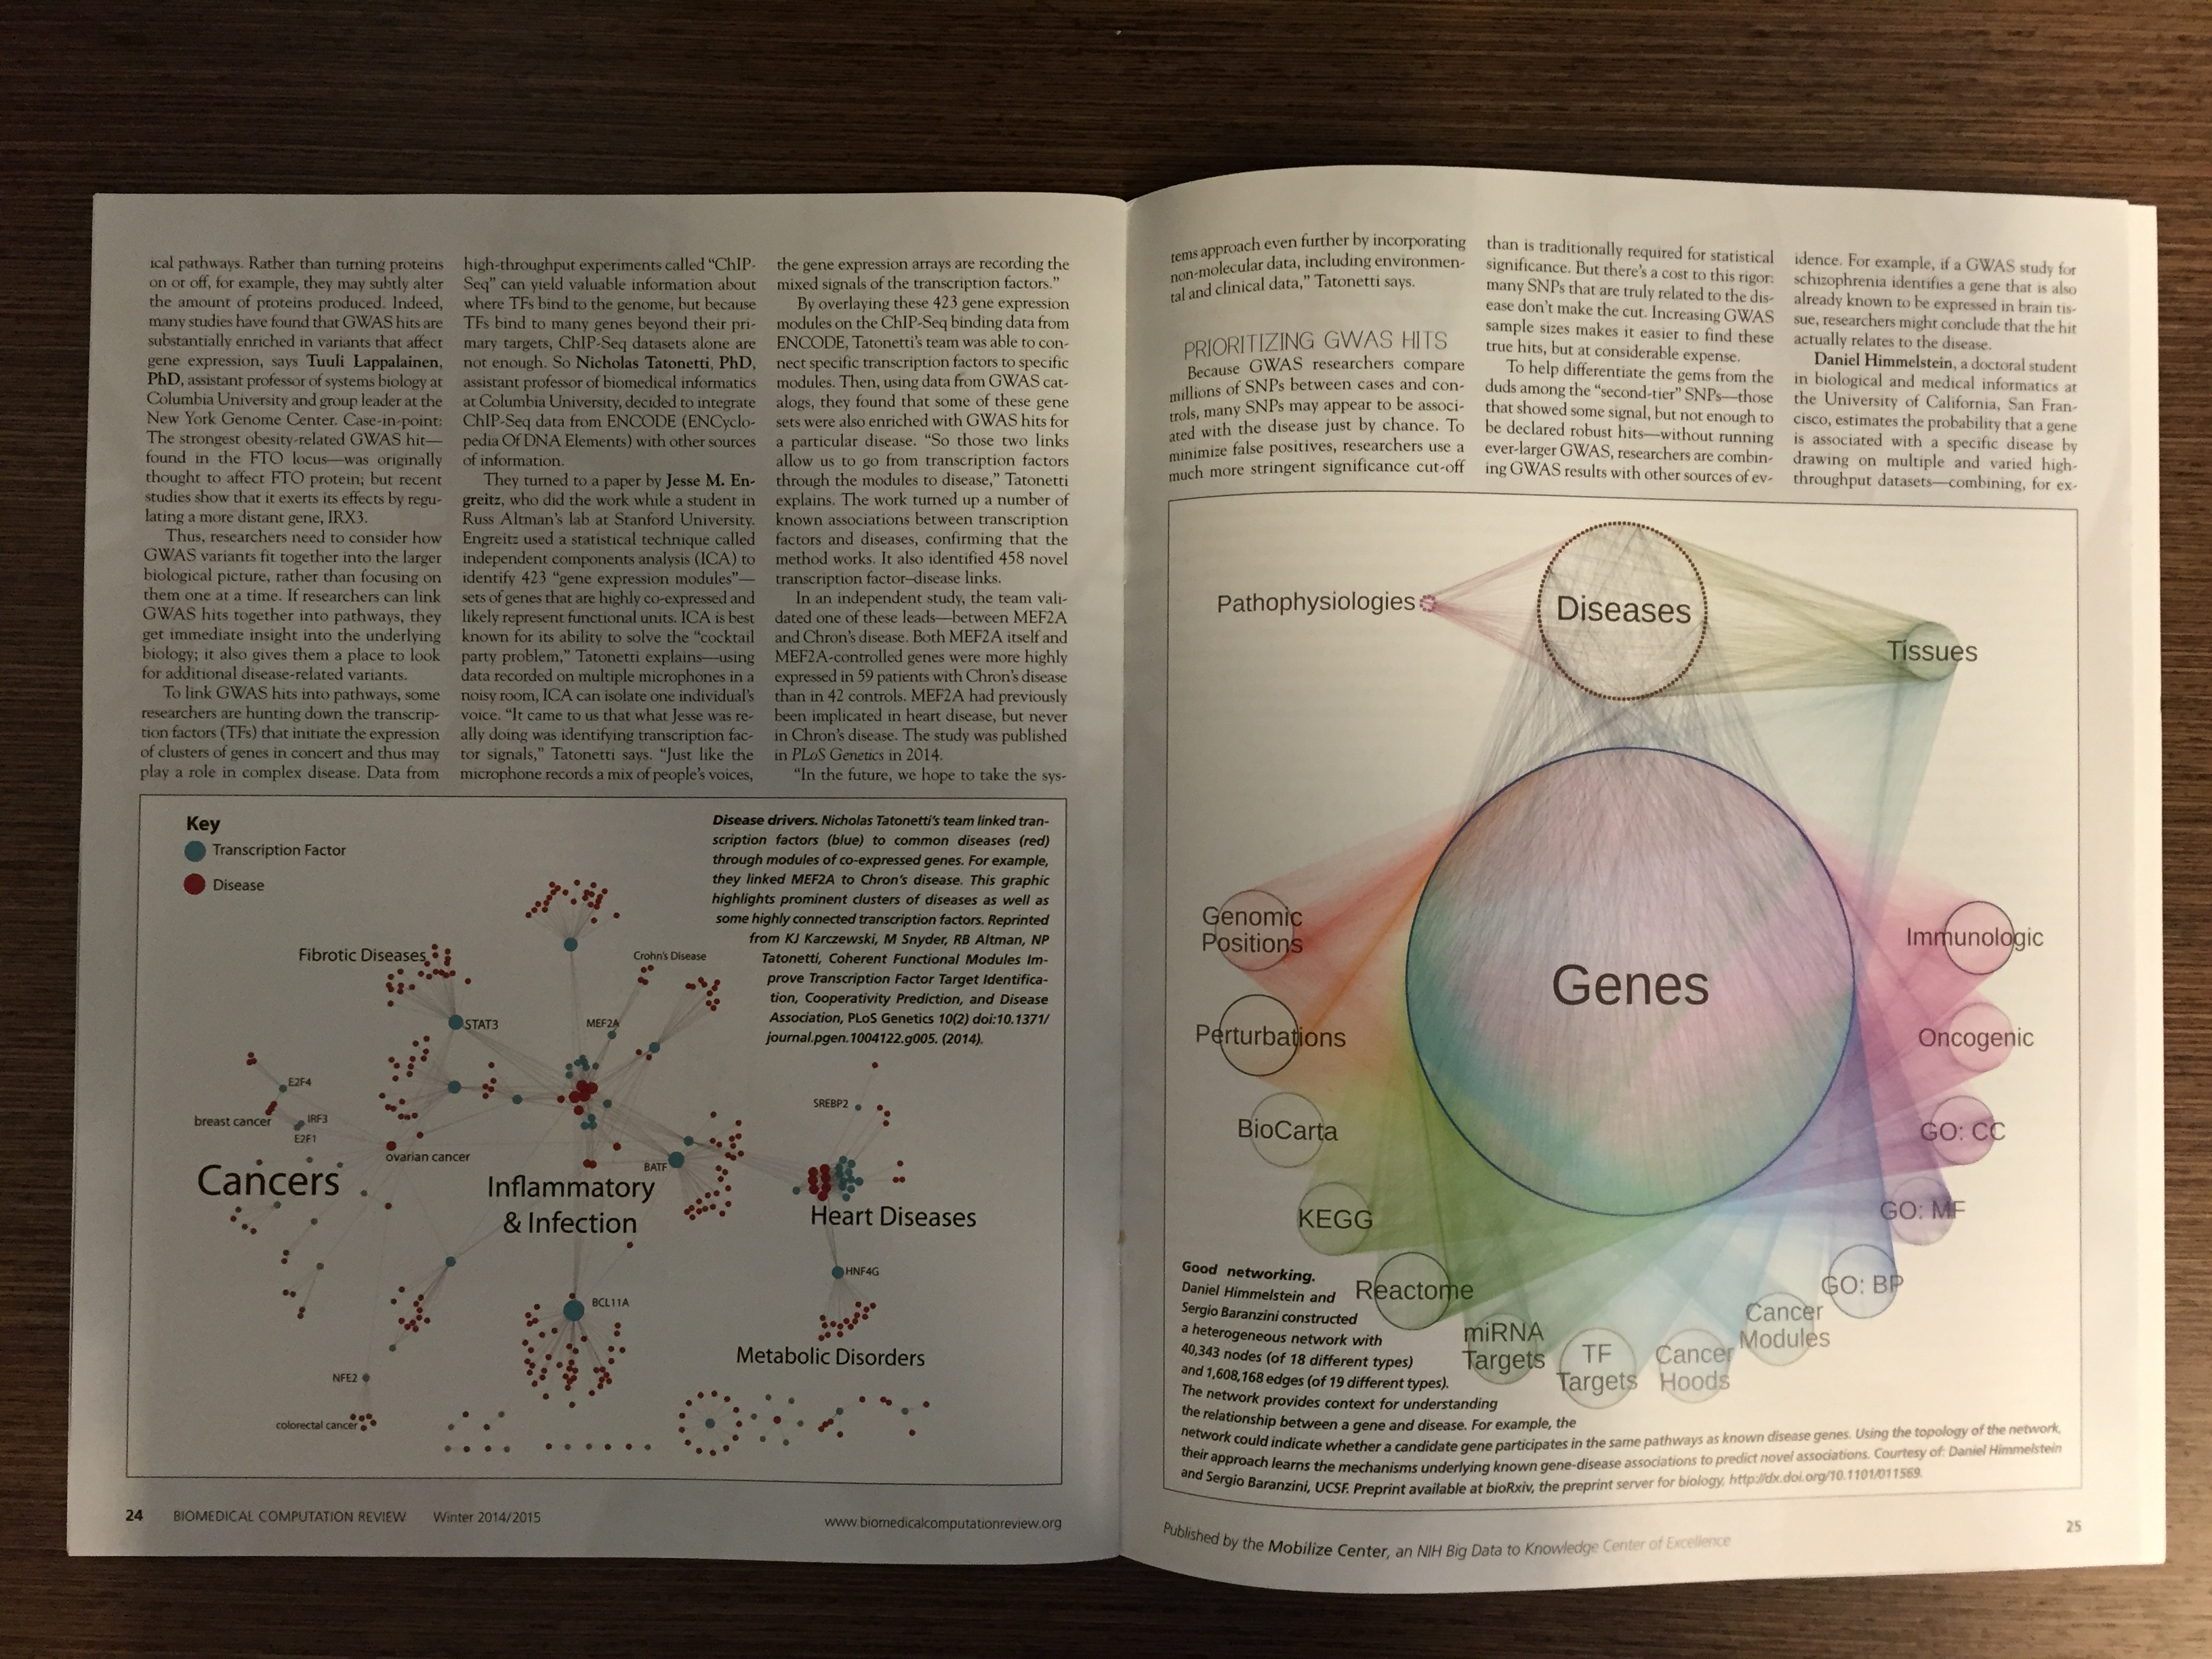 ical pathways. Rather than turning proteins
on or off, for example, they may subtly alter
the amount of proteins produced. Indeed,
many studies have found that GWAS hits are
substantially enriched in variants that affect
gene expression, says Tuuli Lappalainen,
PhD, assistant professor of systems biology at
Columbia University and group leader at the
New York Genome Center. Case-in-point:
The strongest obesity-related GWAS hit—
found in the FTO locus—was originally
thought to affect FTO protein; but recent
studies show that it exerts its effects by regu-
lating a more distant gene, IRX3.
Thus, researchers need to consider how
GWAS variants fit together into the larger
biological picture, rather than focusing on
them one at a time. If researchers can link
GWAS hits together into pathways, they
get immediate insight into the underlying
biology; it also gives them a place to look
for additional disease-related variants.
To link GWAS hits into pathways, some
researchers are hunting down the transcrip-
tion factors (TFs) that initiate the expression
of clusters of genes in concert and thus may
play a role in complex disease. Data from
high-throughput experiments called "ChIP-
Seq" can yield valuable information about
where TFs bind to the genome, but because
TFs bind to many genes beyond their pri-
mary targets, ChIP-Seq datasets alone are
not enough. So Nicholas Tatonetti, PhD,
assistant professor of biomedical informatics
at Columbia University, decided to integrate
ChIP-Seq data from ENCODE (ENCyclo-
pedia Of DNA Elements) with other sources
of information.
They turned to a paper by Jesse M. En-
greitz, who did the work while a student in
Russ Altman's lab at Stanford University.
Engreitz used a statistical technique called
independent components analysis (ICA) to
identify 423 "gene expression modules"—
sets of genes that are highly co-expressed and
likely represent functional units. ICA is best
known for its ability to solve the "cocktail
party problem," Tatonetti explains—using
data recorded on multiple microphones in a
noisy room, ICA can isolate one individual's
voice. "It came to us that what Jesse was re-
ally doing was identifying transcription fac-
tor signals," Tatonetti says. "Just like the
microphone records a mix of people's voices,
the gene expression arrays are recording the
mixed signals of the transcription factors."
By overlaying these 423 gene expression
modules on the ChIP-Seq binding data from
ENCODE, Tatonetti's team was able to con-
nect specific transcription factors to specific
modules. Then, using data from GWAS cat-
alogs, they found that some of these gene
sets were also enriched with GWAS hits for
a particular disease. "So those two links
allow us to go from transcription factors
through the modules to disease," Tatonetti
explains. The work turned up a number of
known associations between transcription
factors and diseases, confirming that the
method works. It also identified 458 novel
transcription factor–disease links.
In an independent study, the team vali-
dated one of these leads—between MEF2A
and Chron's disease. Both MEF2A itself and
MEF2A-controlled genes were more highly
expressed in 59 patients with Chron's disease
than in 42 controls. MEF2A had previously
been implicated in heart disease, but never
in Chron's disease. The study was published
in PLoS Genetics in 2014.
"In the future, we hope to take the sys-
Key
Transcription Factor
Disease
Disease drivers. Nicholas Tatonetti's team linked tran-
scription factors (blue) to common diseases (red)
through modules of co-expressed genes. For example,
they linked MEF2A to Chron's disease. This graphic
highlights prominent clusters of diseases as well as
some highly connected transcription factors. Reprinted
from KJ Karczewski, M Snyder, RB Altman, NP
Tatonetti, Coherent Functional Modules Im-
prove Transcription Factor Target Identifica-
tion, Cooperativity Prediction, and Disease
Association, PLoS Genetics 10(2) doi:10.1371/
journal.pgen.1004122.g005. (2014).
Fibrotic Diseases
Crohn's Disease
STAT3
MEF2A
E2F4
breast cancer
IRF3
E2F1
SREBP2
ovarian cancer
BATF
Cancers
Inflammatory
& Infection
Heart Diseases
HNF4G
BCL11A
Metabolic Disorders
NFE2
colorectal cancer
24 BIOMEDICAL COMPUTATION REVIEW Winter 2014/2015
www.biomedicalcomputationreview.org
tems approach even further by incorporating
non-molecular data, including environmen-
tal and clinical data," Tatonetti says.
PRIORITIZING GWAS HITS
Because GWAS researchers compare
millions of SNPs between cases and con-
trols, many SNPs may appear to be associ-
ated with the disease just by chance. To
minimize false positives, researchers use a
much more stringent significance cut-off
than is traditionally required for statistical
significance. But there's a cost to this rigor:
many SNPs that are truly related to the dis-
ease don't make the cut. Increasing GWAS
sample sizes makes it easier to find these
true hits, but at considerable expense.
To help differentiate the gems from the
duds among the "second-tier" SNPs—those
that showed some signal, but not enough to
be declared robust hits—without running
ever-larger GWAS, researchers are combin-
ing GWAS results with other sources of ev-
idence. For example, if a GWAS study for
schizophrenia identifies a gene that is also
already known to be expressed in brain tis-
sue, researchers might conclude that the hit
actually relates to the disease.
Daniel Himmelstein, a doctoral student
in biological and medical informatics at
the University of California, San Fran-
cisco, estimates the probability that a gene
is associated with a specific disease by
drawing on multiple and varied high-
throughput datasets—combining, for ex-
Pathophysiologies
Diseases
Tissues
Genomic
Positions
Genes
Immunologic
Perturbations
Oncogenic
BioCarta
GO: CC
KEGG
GO: MF
Reactome
GO: BP
miRNA
Targets
TF
Targets
Cancer
Hoods
Cancer
Modules
Good networking.
Daniel Himmelstein and
Sergio Baranzini constructed
a heterogeneous network with
40,343 nodes (of 18 different types)
and 1,608,168 edges (of 19 different types).
The network provides context for understanding
the relationship between a gene and disease. For example, the
network could indicate whether a candidate gene participates in the same pathways as known disease genes. Using the topology of the network,
their approach learns the mechanisms underlying known gene-disease associations to predict novel associations. Courtesy of: Daniel Himmelstein
and Sergio Baranzini, UCSF. Preprint available at bioRxiv, the preprint server for biology, http://dx.doi.org/10.1101/011569.
Published by the Mobilize Center, an NIH Big Data to Knowledge Center of Excellence
25